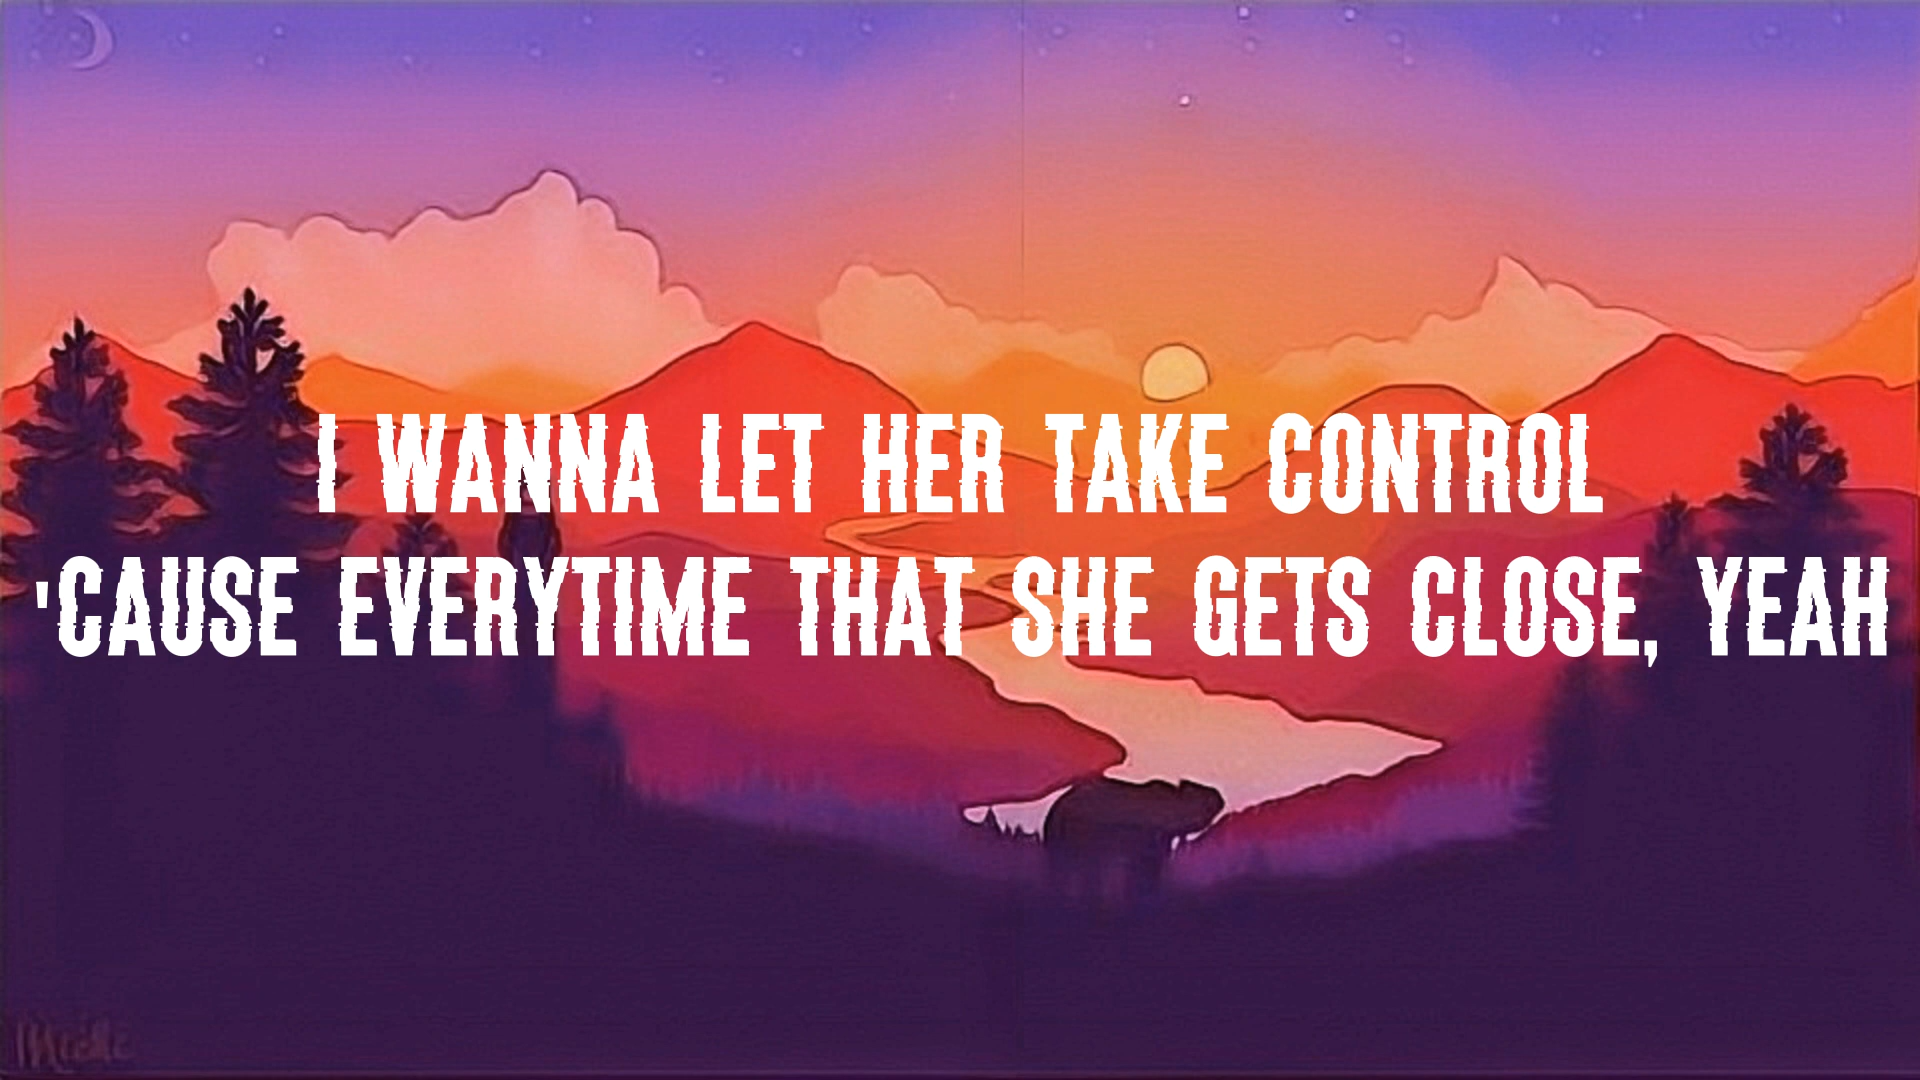 I WANNA LET HER TAKE CONTROL
'CAUSE EVERYTIME THAT SHE GETS CLOSE, YEAH